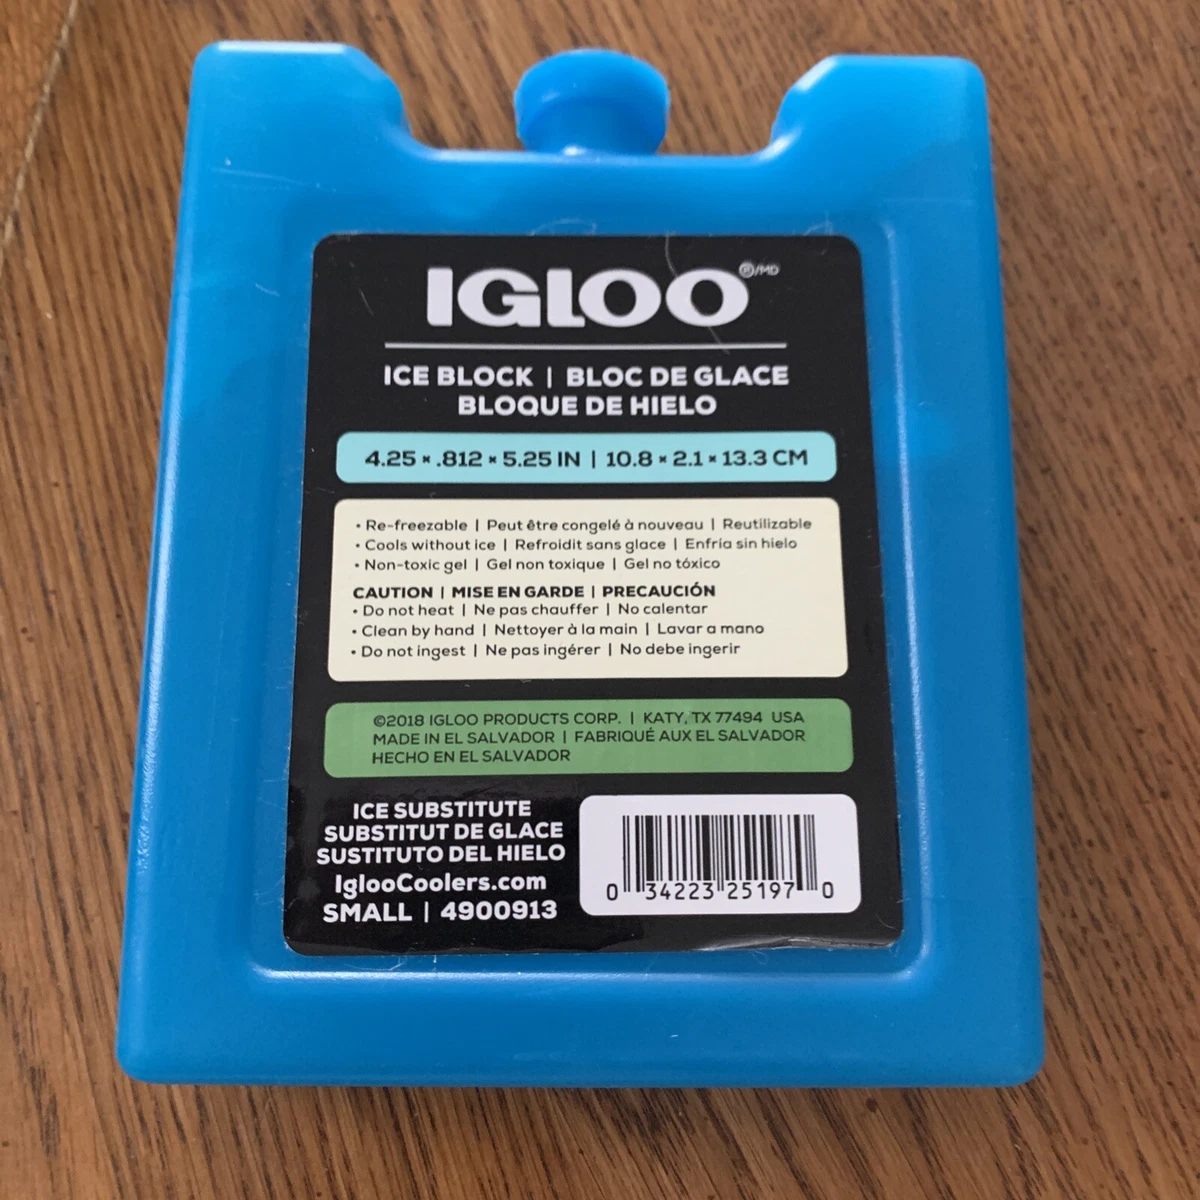 IGLOO®/MD
ICE BLOCK | BLOC DE GLACE
BLOQUE DE HIELO
4.25 × .812 × 5.25 IN | 10.8 × 2.1 × 13.3 CM
• Re-freezable | Peut être congelé à nouveau | Reutilizable
• Cools without ice | Refroidit sans glace | Enfría sin hielo
• Non-toxic gel | Gel non toxique | Gel no tóxico
CAUTION | MISE EN GARDE | PRECAUCIÓN
• Do not heat | Ne pas chauffer | No calentar
• Clean by hand | Nettoyer à la main | Lavar a mano
• Do not ingest | Ne pas ingérer | No debe ingerir
©2018 IGLOO PRODUCTS CORP. | KATY, TX 77494 USA
MADE IN EL SALVADOR | FABRIQUÉ AUX EL SALVADOR
HECHO EN EL SALVADOR
ICE SUBSTITUTE
SUBSTITUT DE GLACE
SUSTITUTO DEL HIELO
IglooCoolers.com
SMALL | 4900913
0 34223 25197 0